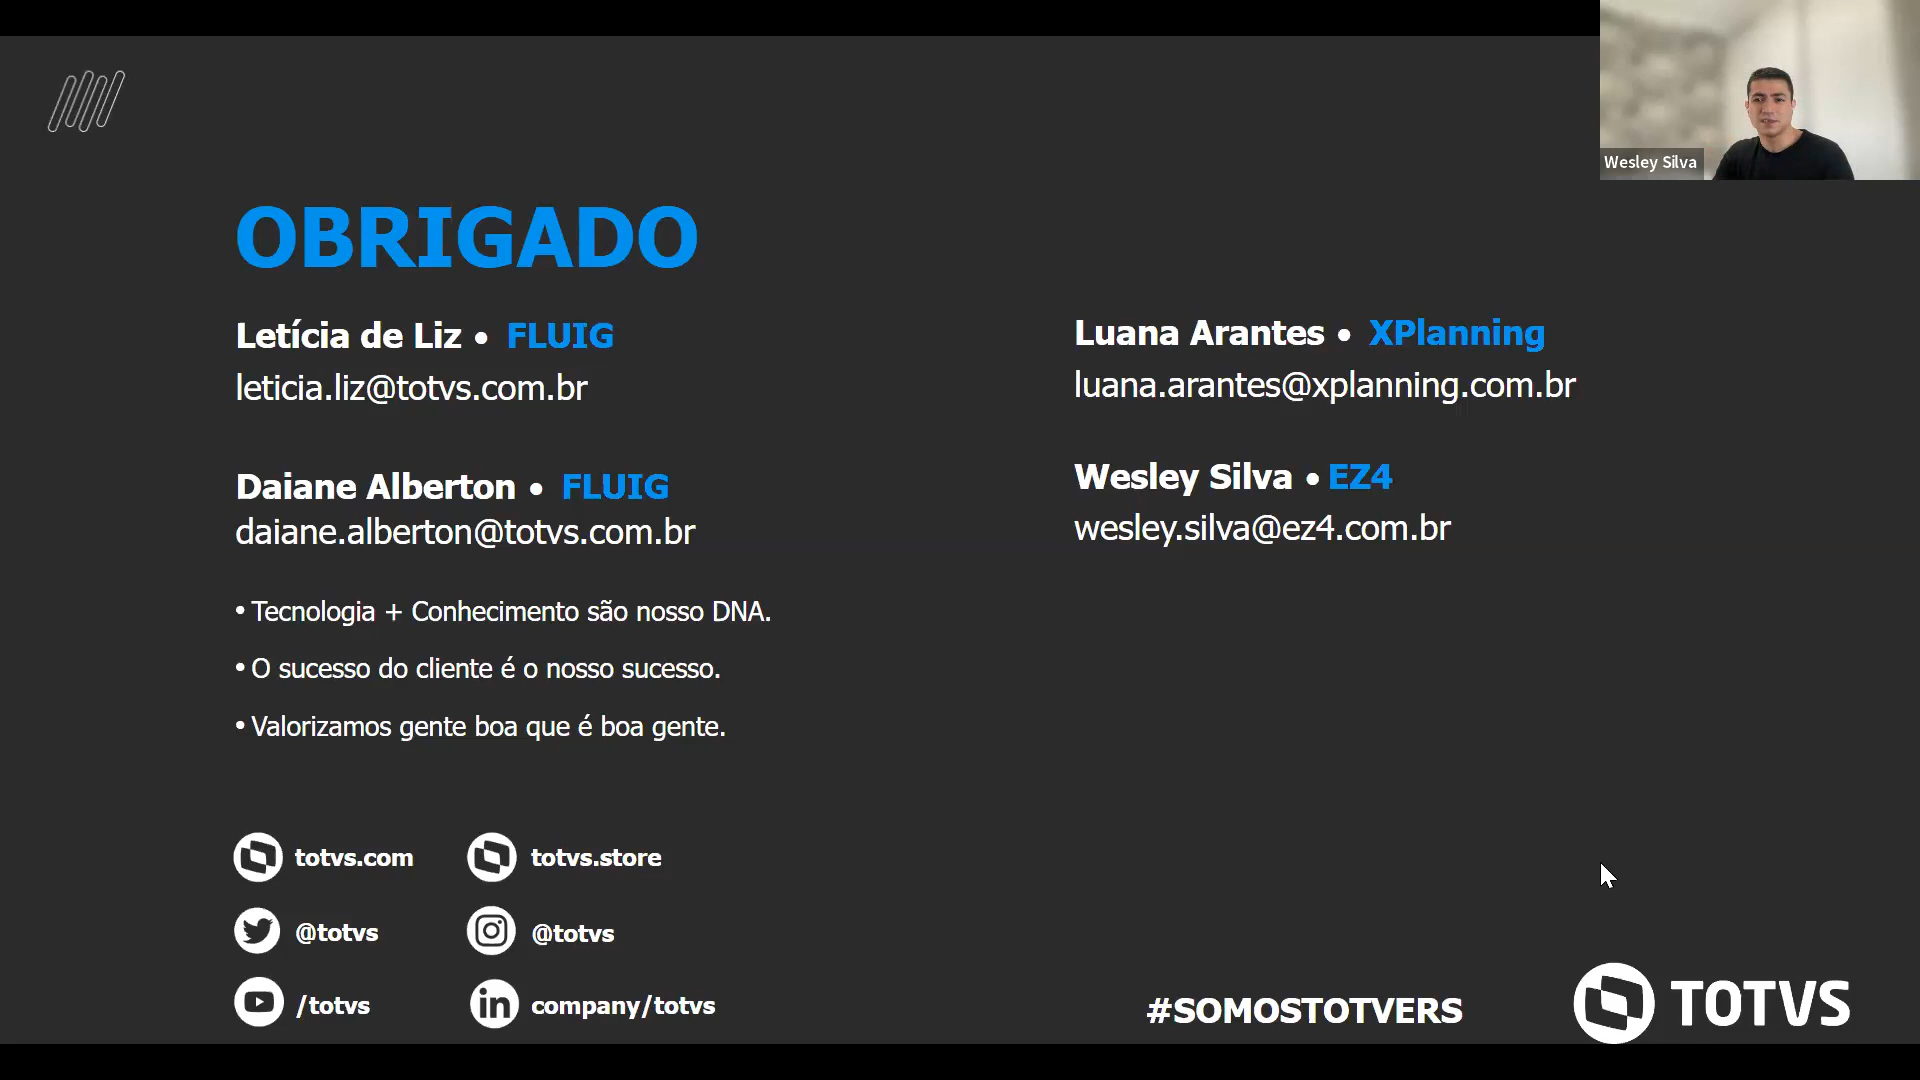 Wesley Silva
OBRIGADO
Letícia de Liz • FLUIG
leticia.liz@totvs.com.br
Daiane Alberton • FLUIG
daiane.alberton@totvs.com.br
Luana Arantes • XPlanning
luana.arantes@xplanning.com.br
Wesley Silva • EZ4
wesley.silva@ez4.com.br
• Tecnologia + Conhecimento são nosso DNA.
• O sucesso do cliente é o nosso sucesso.
• Valorizamos gente boa que é boa gente.
totvs.com
totvs.store
@totvs
@totvs
/totvs
in company/totvs
#SOMOSTOTVERS
TOTVS